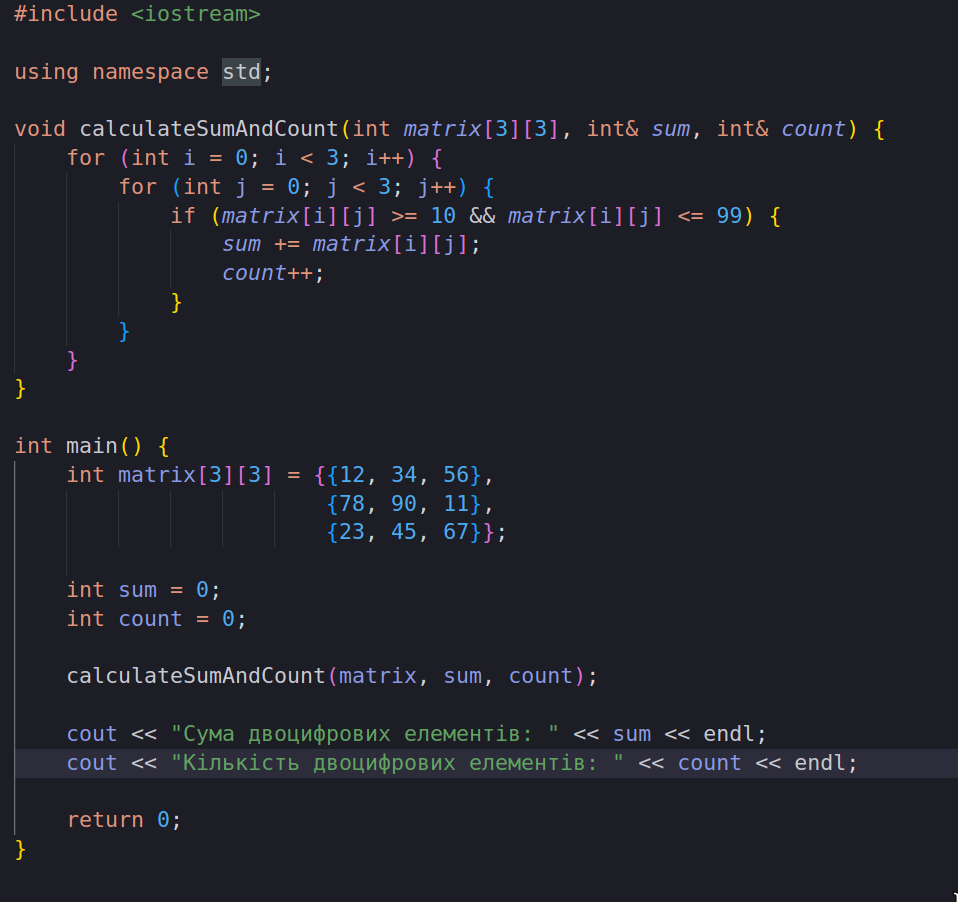 #include <iostream>

using namespace std;

void calculateSumAndCount(int matrix[3][3], int& sum, int& count) {
    for (int i = 0; i < 3; i++) {
        for (int j = 0; j < 3; j++) {
            if (matrix[i][j] >= 10 && matrix[i][j] <= 99) {
                sum += matrix[i][j];
                count++;
            }
        }
    }
}

int main() {
    int matrix[3][3] = {{12, 34, 56},
                        {78, 90, 11},
                        {23, 45, 67}};

    int sum = 0;
    int count = 0;

    calculateSumAndCount(matrix, sum, count);

    cout << "Сума двоцифрових елементів: " << sum << endl;
    cout << "Кількість двоцифрових елементів: " << count << endl;

    return 0;
}